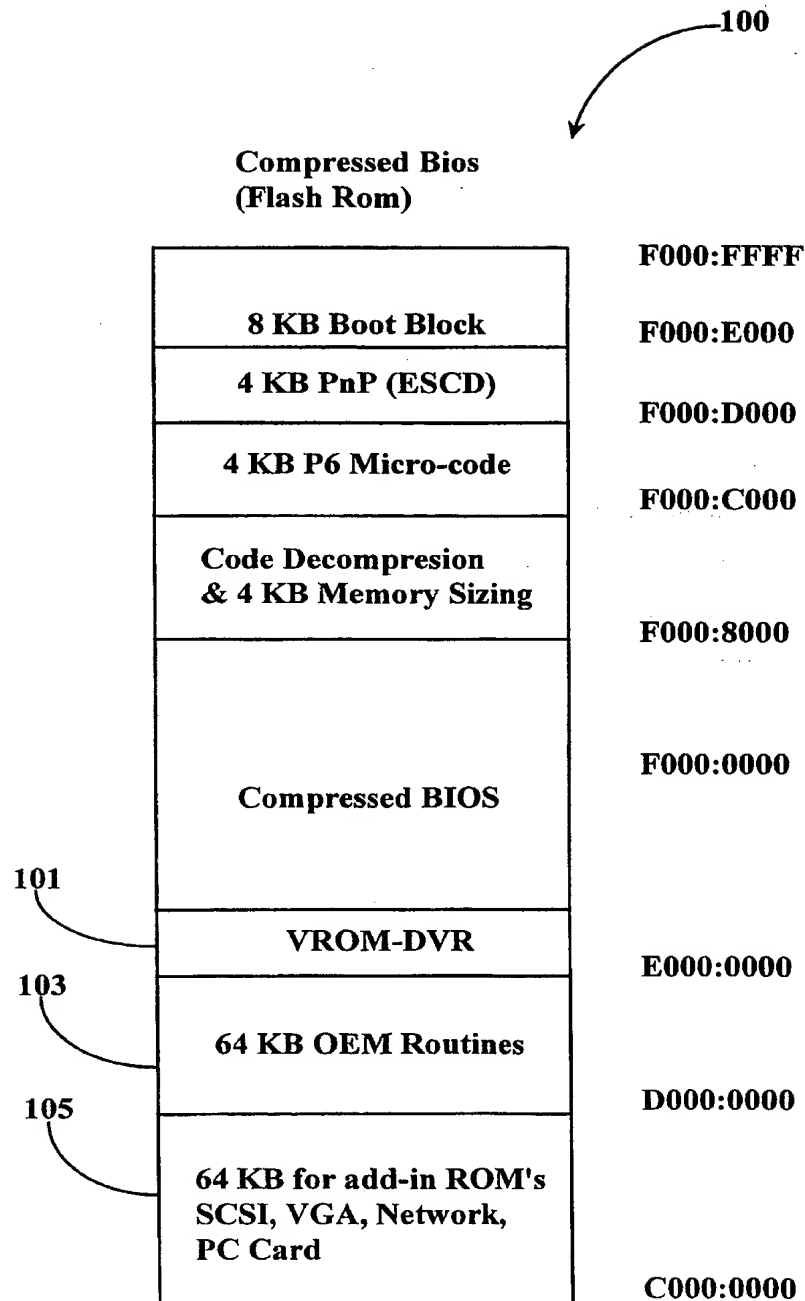 100
Compressed Bios
(Flash Rom)
F000:FFFF
8 KB Boot Block
F000:E000
4 KB PnP (ESCD)
F000:D000
4 KB P6 Micro-code
F000:C000
Code Decompresion
& 4 KB Memory Sizing
F000:8000
F000:0000
Compressed BIOS
101
VROM-DVR
E000:0000
103
64 KB OEM Routines
D000:0000
105
64 KB for add-in ROM's
SCSI, VGA, Network,
PC Card
C000:0000